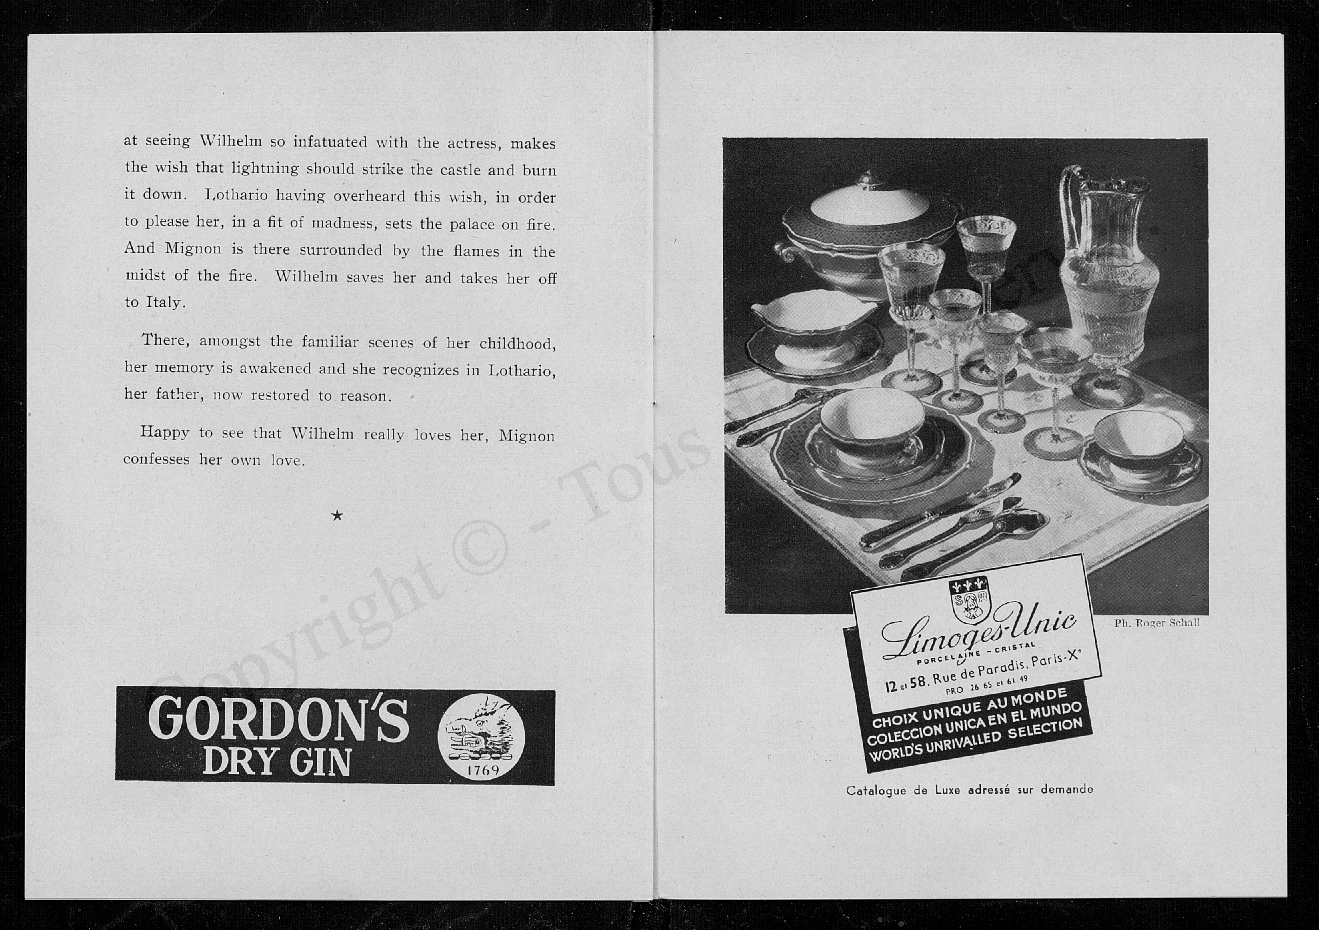 at seeing Wilhelm so infatuated with the actress, makes
the wish that lightning should strike the castle and burn
it down. Lothario having overheard this wish, in order
to please her, in a fit of madness, sets the palace on fire.
And Mignon is there surrounded by the flames in the
midst of the fire. Wilhelm saves her and takes her off
to Italy.
There, amongst the familiar scenes of her childhood,
her memory is awakened and she recognizes in Lothario,
her father, now restored to reason.
Happy to see that Wilhelm really loves her, Mignon
confesses her own love.
★
GORDON'S
DRY GIN
1769
Copyright © - Tous
Ph. Roger Schall
Limoges-Unic
PORCELAINE - CRISTAL
12 et 58, Rue de Paradis, Paris-Xe
PRO 26 65 et 61 49
CHOIX UNIQUE AU MONDE
COLECCION UNICA EN EL MUNDO
WORLD'S UNRIVALLED SELECTION
Catalogue de Luxe adressé sur demande